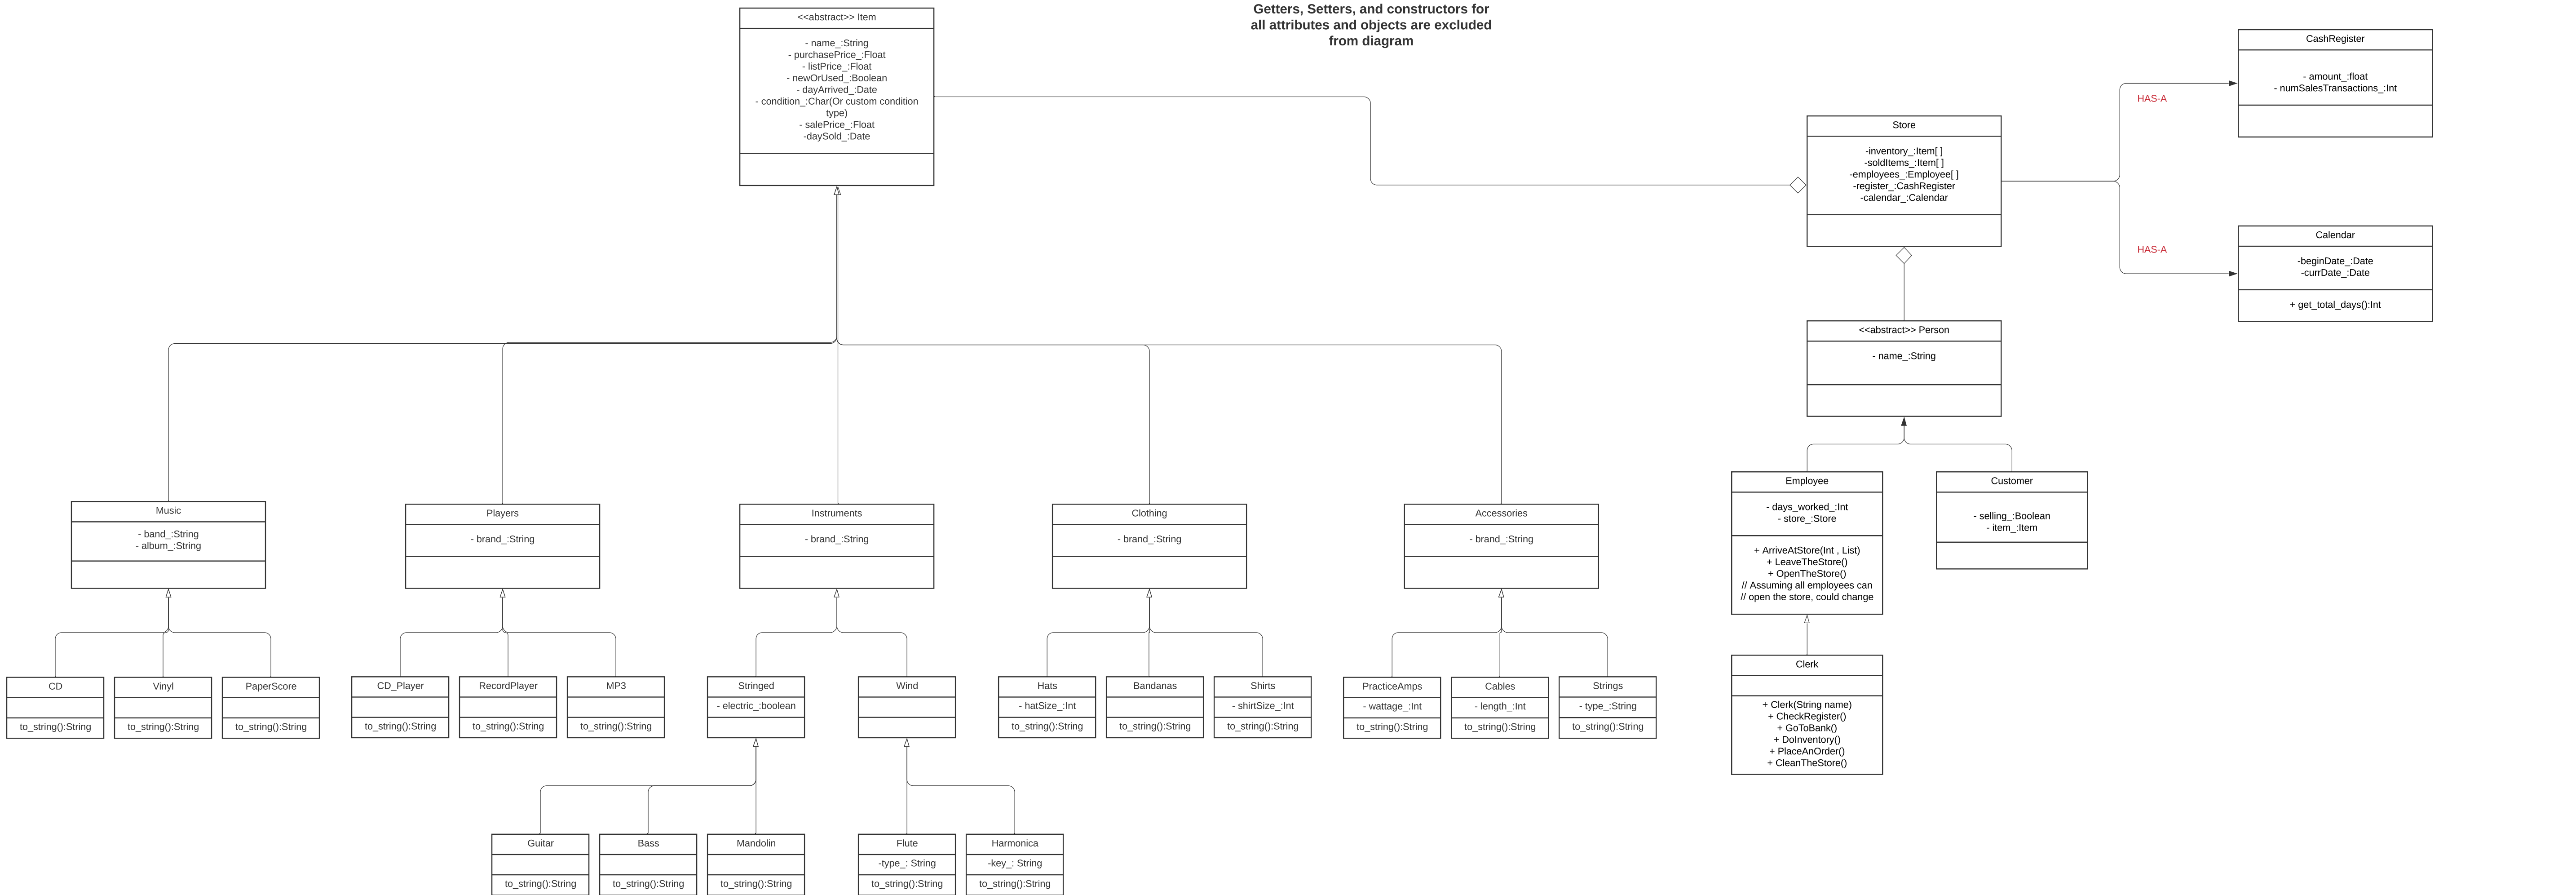 Getters, Setters, and constructors for
all attributes and objects are excluded
from diagram
<<abstract>> Item
- name_:String
- purchasePrice_:Float
- listPrice_:Float
- newOrUsed_:Boolean
- dayArrived_:Date
- condition_:Char(Or custom condition
type)
- salePrice_:Float
-daySold_:Date
CashRegister
- amount_:float
- numSalesTransactions_:Int
HAS-A
Store
-inventory_:Item[ ]
-soldItems_:Item[ ]
-employees_:Employee[ ]
-register_:CashRegister
-calendar_:Calendar
HAS-A
Calendar
-beginDate_:Date
-currDate_:Date
+ get_total_days():Int
<<abstract>> Person
- name_:String
Music
- band_:String
- album_:String
Players
- brand_:String
Instruments
- brand_:String
Clothing
- brand_:String
Accessories
- brand_:String
Employee
- days_worked_:Int
- store_:Store
+ ArriveAtStore(Int , List)
+ LeaveTheStore()
+ OpenTheStore()
// Assuming all employees can
// open the store, could change
Customer
- selling_:Boolean
- item_:Item
CD
to_string():String
Vinyl
to_string():String
PaperScore
to_string():String
CD_Player
to_string():String
RecordPlayer
to_string():String
MP3
to_string():String
Stringed
- electric_:boolean
Wind
Hats
- hatSize_:Int
to_string():String
Bandanas
to_string():String
Shirts
- shirtSize_:Int
to_string():String
PracticeAmps
- wattage_:Int
to_string():String
Cables
- length_:Int
to_string():String
Strings
- type_:String
to_string():String
Clerk
+ Clerk(String name)
+ CheckRegister()
+ GoToBank()
+ DoInventory()
+ PlaceAnOrder()
+ CleanTheStore()
Guitar
to_string():String
Bass
to_string():String
Mandolin
to_string():String
Flute
-type_: String
to_string():String
Harmonica
-key_: String
to_string():String